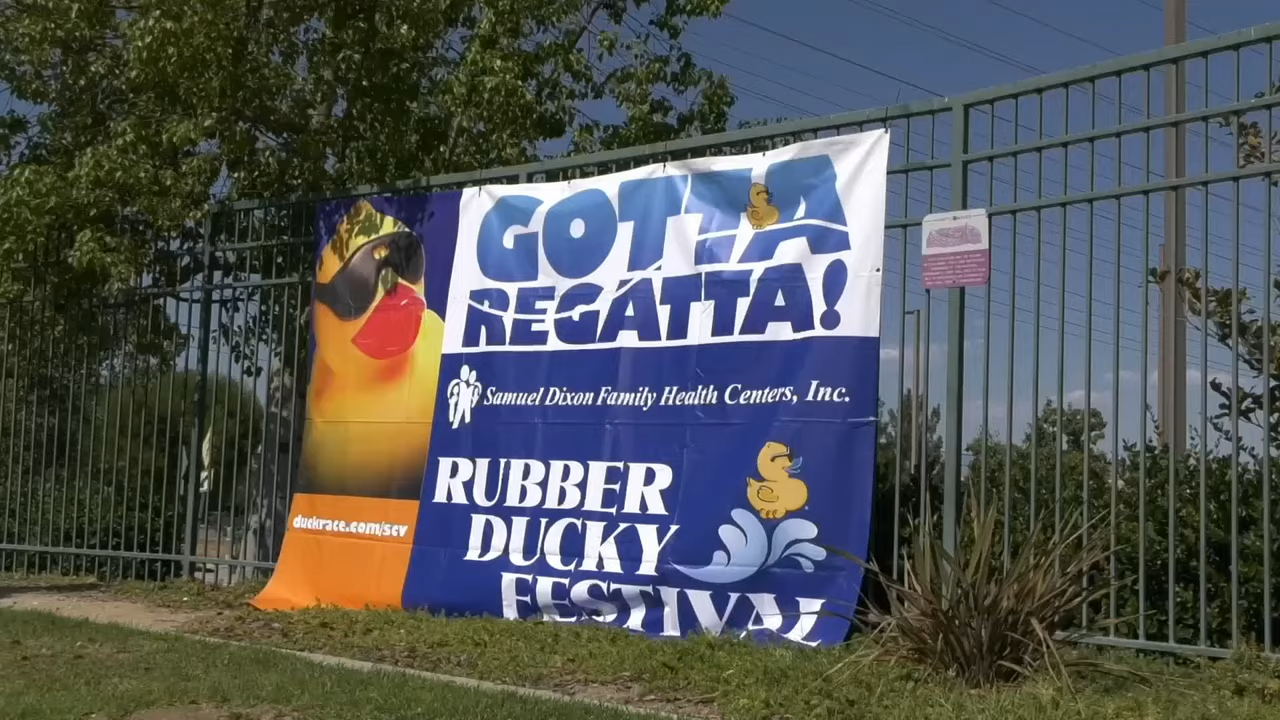 GOTTA
REGATTA!
Samuel Dixon Family Health Centers, Inc.
RUBBER
DUCKY
FESTIVAL
duckrace.com/scv